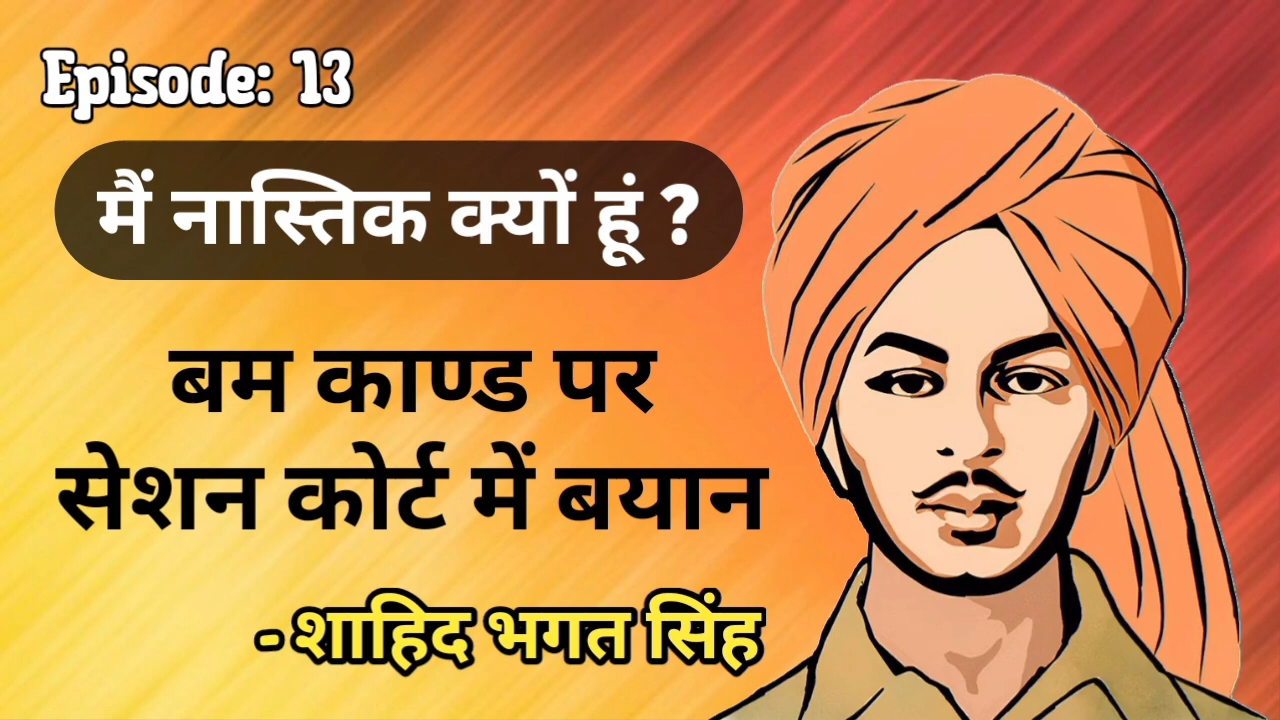 Episode: 13
मैं नास्तिक क्यों हूं ?
बम काण्ड पर
सेशन कोर्ट में बयान
- शाहिद भगत सिंह